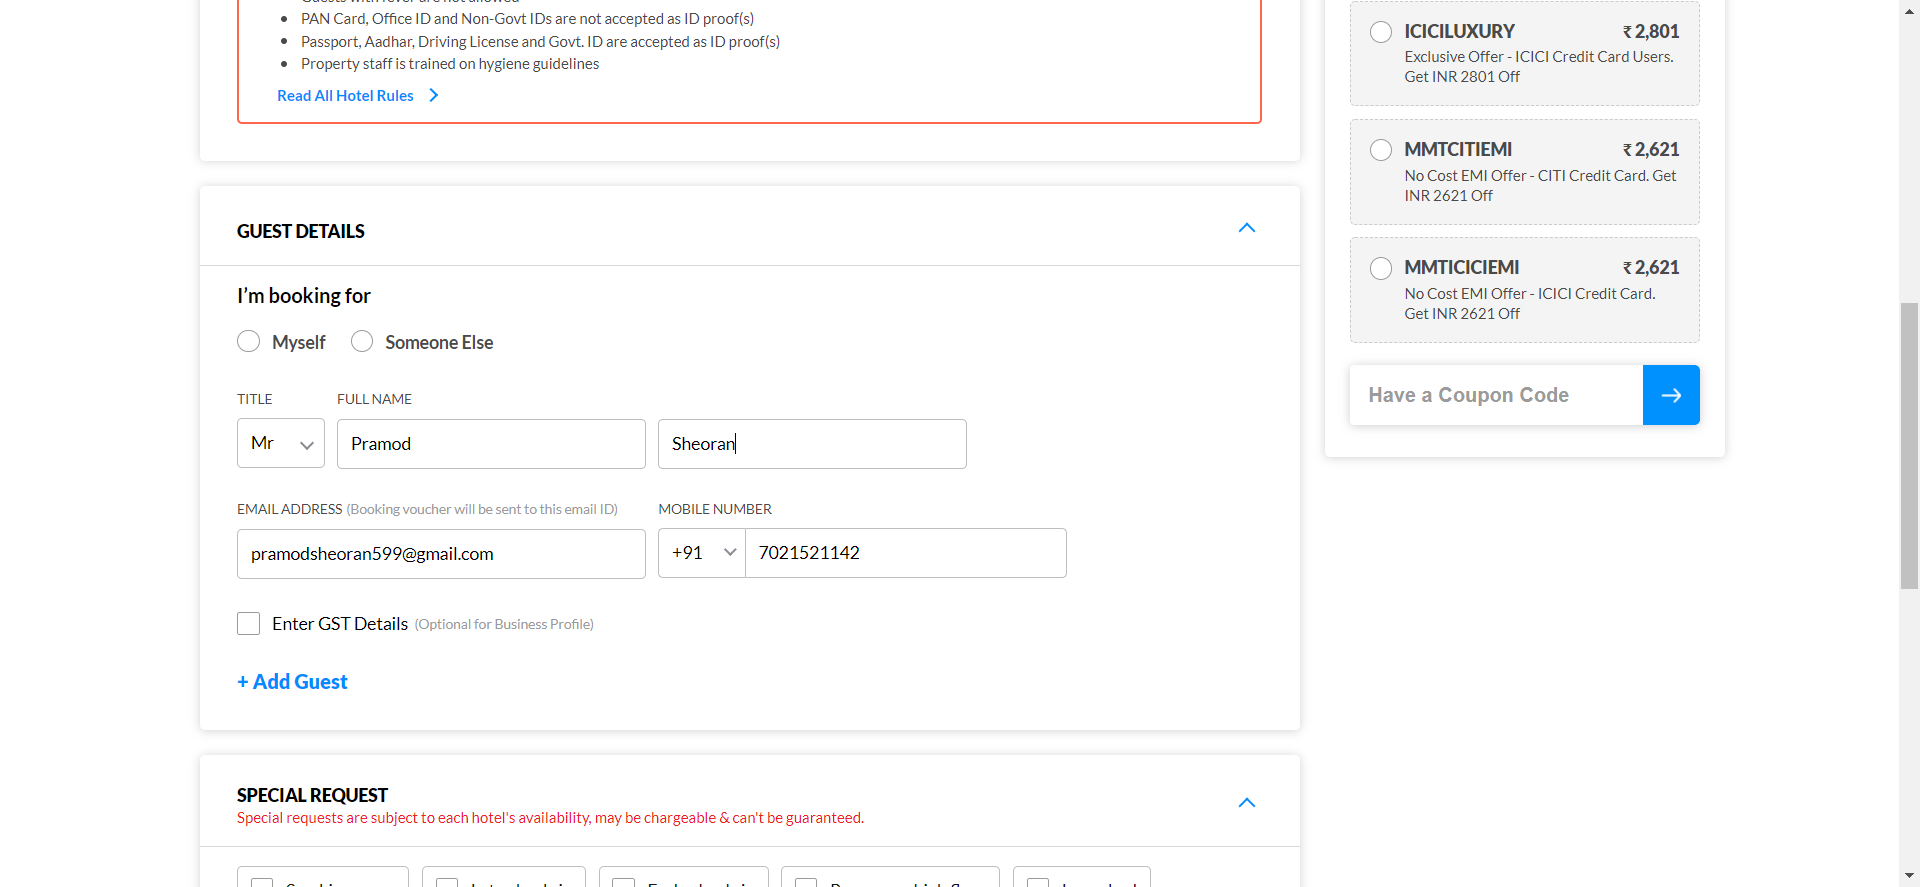 PAN Card, Office ID and Non-Govt IDs are not accepted as ID proof(s)
Passport, Aadhar, Driving License and Govt. ID are accepted as ID proof(s)
Property staff is trained on hygiene guidelines
Read All Hotel Rules
GUEST DETAILS
I'm booking for
Myself Someone Else
TITLE FULL NAME
Mr Pramod Sheoran
EMAIL ADDRESS (Booking voucher will be sent to this email ID) MOBILE NUMBER
pramodsheoran599@gmail.com +91 7021521142
Enter GST Details (Optional for Business Profile)
+ Add Guest
SPECIAL REQUEST
Special requests are subject to each hotel's availability, may be chargeable & can't be guaranteed.
ICICILUXURY ₹ 2,801
Exclusive Offer - ICICI Credit Card Users.
Get INR 2801 Off
MMTCITIEMI ₹ 2,621
No Cost EMI Offer - CITI Credit Card. Get
INR 2621 Off
MMTICICIEMI ₹ 2,621
No Cost EMI Offer - ICICI Credit Card.
Get INR 2621 Off
Have a Coupon Code